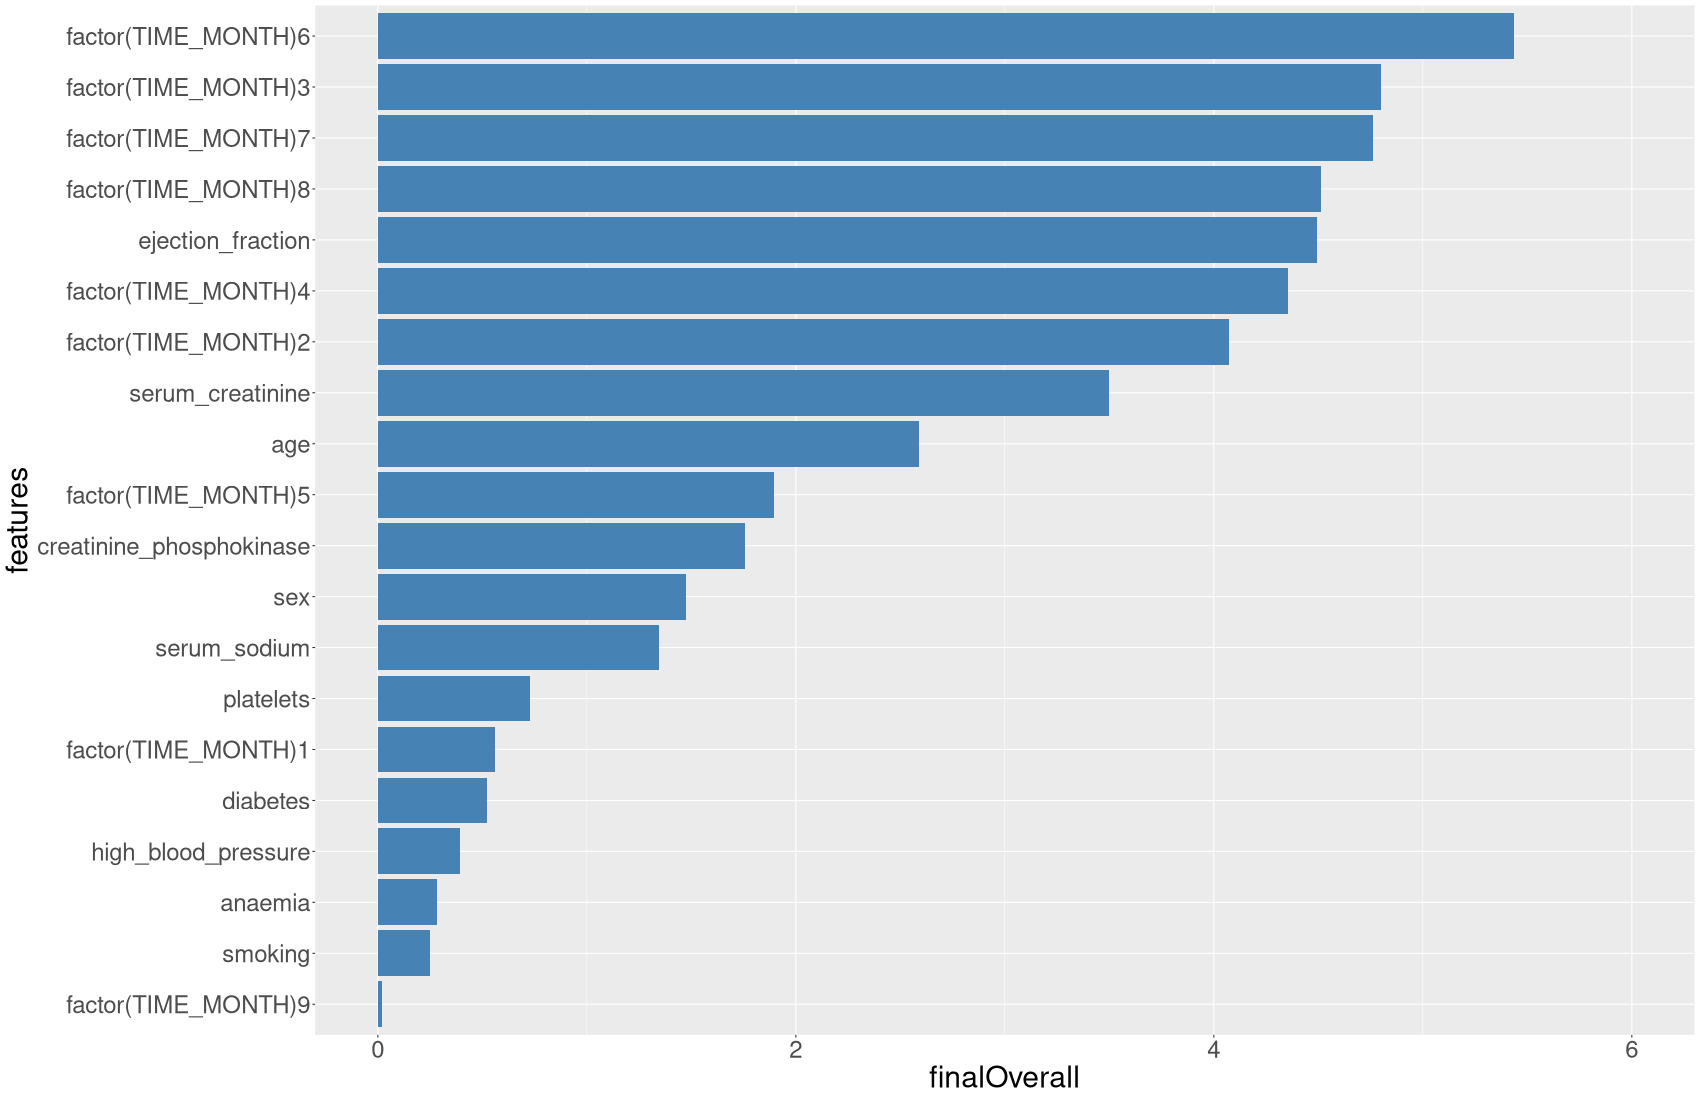 factor(TIME_MONTH)6
factor(TIME_MONTH)3
factor(TIME_MONTH)7
factor(TIME_MONTH)8
ejection_fraction
factor(TIME_MONTH)4
factor(TIME_MONTH)2
serum_creatinine
age
factor(TIME_MONTH)5
creatinine_phosphokinase
sex
serum_sodium
platelets
factor(TIME_MONTH)1
diabetes
high_blood_pressure
anaemia
smoking
factor(TIME_MONTH)9
features
0 2 4 6
finalOverall